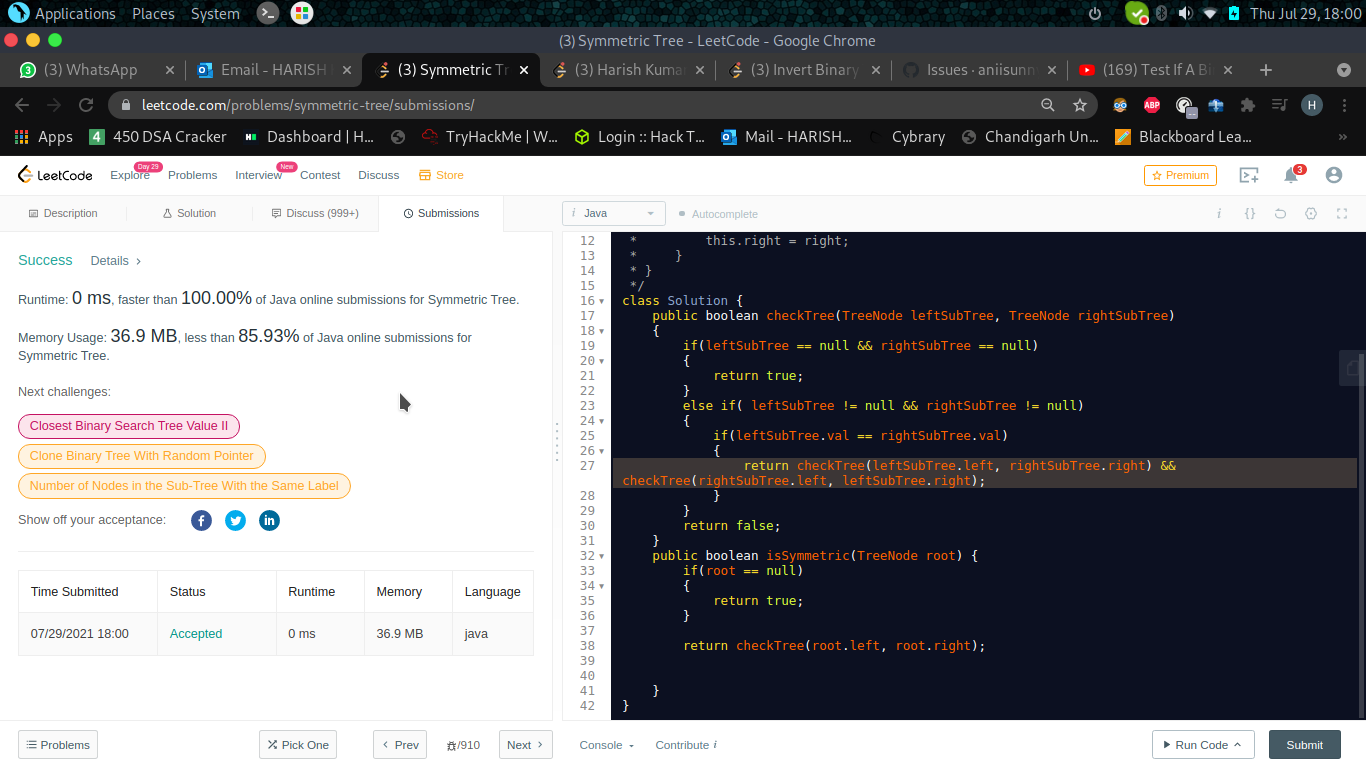 Applications Places System Thu Jul 29, 18:00
(3) Symmetric Tree - LeetCode - Google Chrome
3 (3) WhatsApp Email - HARISH (3) Symmetric Tr (3) Harish Kuma (3) Invert Binary Issues · aniisunn (169) Test If A Bi
leetcode.com/problems/symmetric-tree/submissions/ ABP H
Apps 4 450 DSA Cracker Dashboard | H... TryHackMe | W... Login :: Hack T... Mail - HARISH... Cybrary Chandigarh Un... Blackboard Lea... »
LeetCode Explore Day 29 Problems Interview New Contest Discuss Store Premium 3
Description Solution Discuss (999+) Submissions
i Java Autocomplete i {}
Success Details
Runtime: 0 ms, faster than 100.00% of Java online submissions for Symmetric Tree.
Memory Usage: 36.9 MB, less than 85.93% of Java online submissions for
Symmetric Tree.
Next challenges:
Closest Binary Search Tree Value II
Clone Binary Tree With Random Pointer
Number of Nodes in the Sub-Tree With the Same Label
Show off your acceptance: f in
Time Submitted Status Runtime Memory Language
07/29/2021 18:00 Accepted 0 ms 36.9 MB java
12 * this.right = right;
13 * }
14 * }
15 */
16 class Solution {
17 public boolean checkTree(TreeNode leftSubTree, TreeNode rightSubTree)
18 {
19 if(leftSubTree == null && rightSubTree == null)
20 {
21 return true;
22 }
23 else if( leftSubTree != null && rightSubTree != null)
24 {
25 if(leftSubTree.val == rightSubTree.val)
26 {
27 return checkTree(leftSubTree.left, rightSubTree.right) &&
checkTree(rightSubTree.left, leftSubTree.right);
28 }
29 }
30 return false;
31 }
32 public boolean isSymmetric(TreeNode root) {
33 if(root == null)
34 {
35 return true;
36 }
37
38 return checkTree(root.left, root.right);
39
40
41 }
42 }
Problems Pick One Prev /910 Next Console Contribute i Run Code Submit